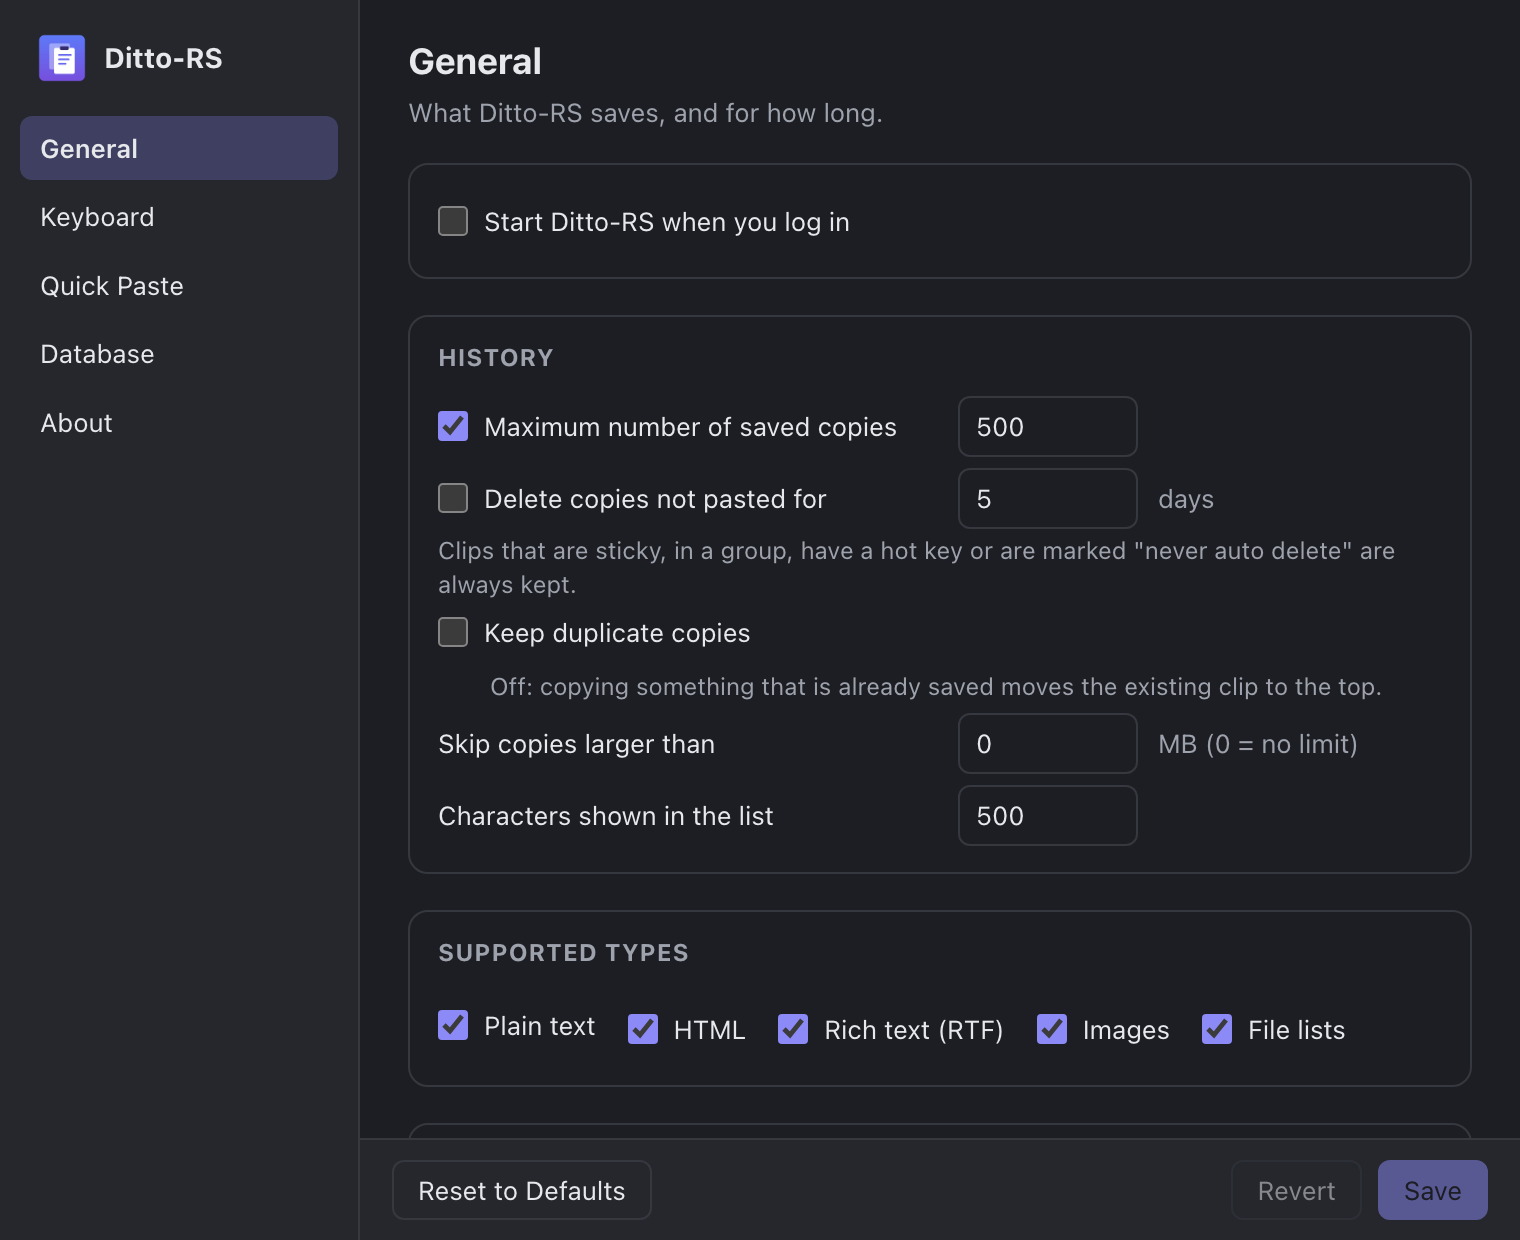 Ditto-RS
General
Keyboard
Quick Paste
Database
About
General
What Ditto-RS saves, and for how long.
Start Ditto-RS when you log in
HISTORY
Maximum number of saved copies 500
Delete copies not pasted for 5 days
Clips that are sticky, in a group, have a hot key or are marked "never auto delete" are
always kept.
Keep duplicate copies
Off: copying something that is already saved moves the existing clip to the top.
Skip copies larger than 0 MB (0 = no limit)
Characters shown in the list 500
SUPPORTED TYPES
Plain text HTML Rich text (RTF) Images File lists
Reset to Defaults Revert Save